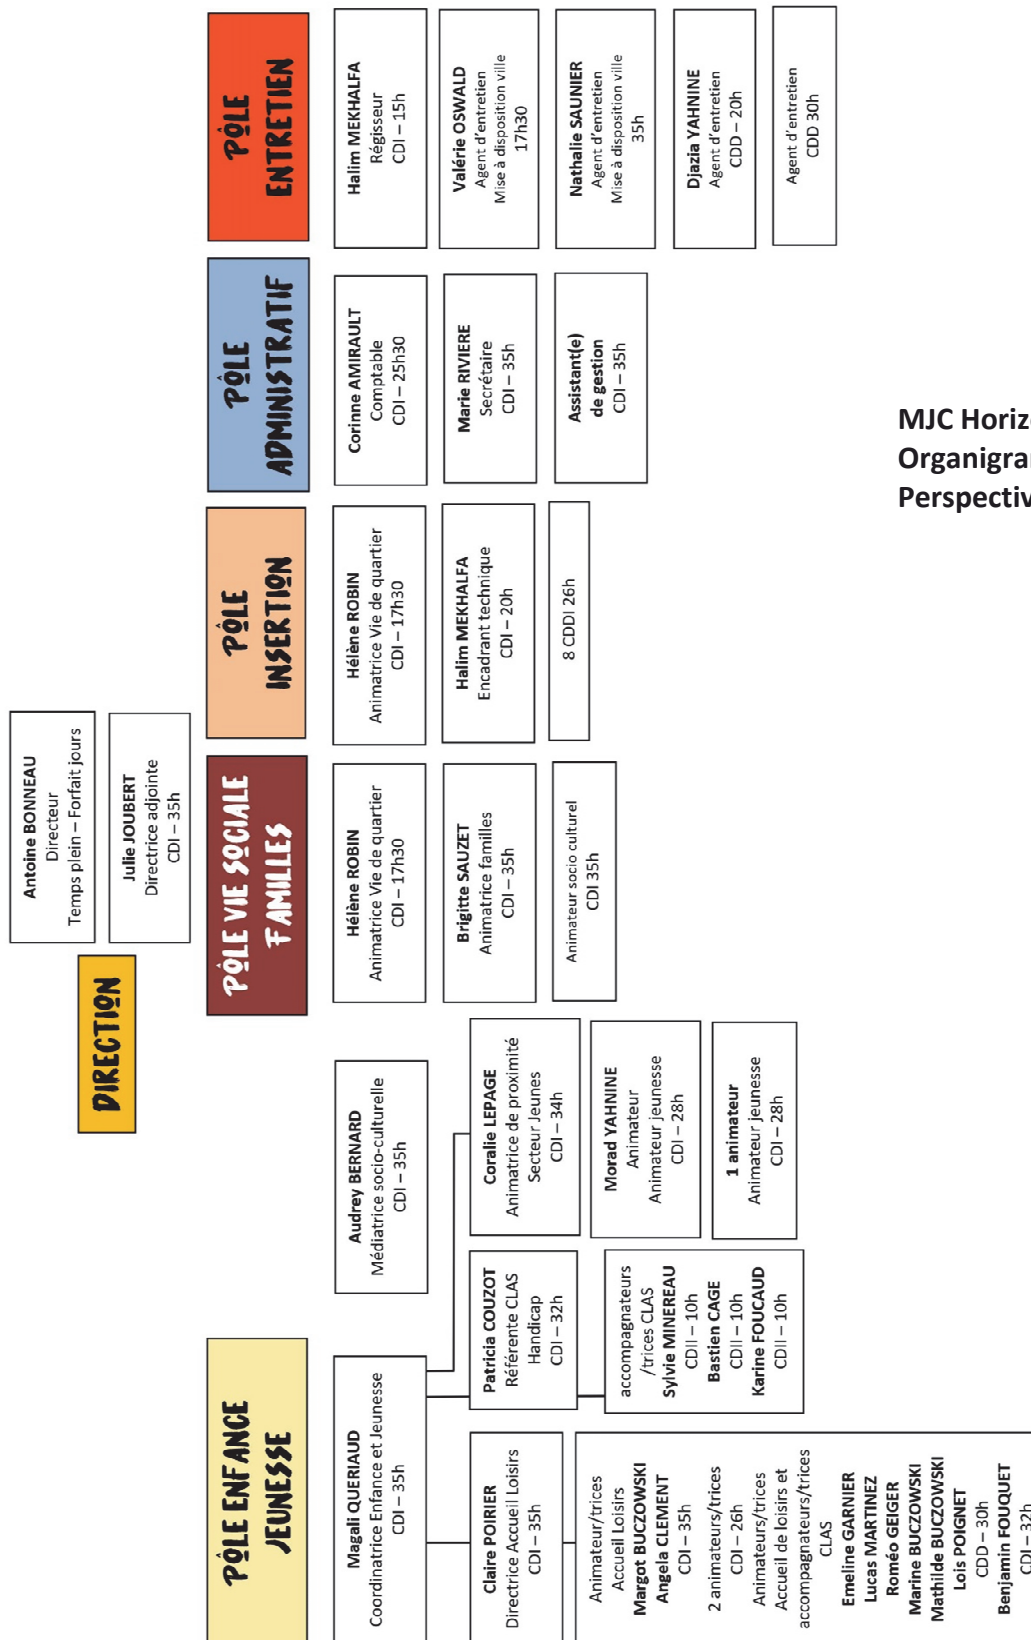 DIRECTION
Antoine BONNEAU
Directeur
Temps plein – Forfait jours
Julie JOUBERT
Directrice adjointe
CDI – 35h
PÔLE ENFANCE
JEUNESSE
Magali QUERIAUD
Coordinatrice Enfance et Jeunesse
CDI – 35h
Audrey BERNARD
Médiatrice socio-culturelle
CDI – 35h
Claire POIRIER
Directrice Accueil Loisirs
CDI – 35h
Patricia COUZOT
Référente CLAS
Handicap
CDI – 32h
Coralie LEPAGE
Animatrice de proximité
Secteur Jeunes
CDI – 34h
Animateur/trices
Accueil Loisirs
Margot BUCZOWSKI
Angela CLEMENT
CDI – 35h
2 animateurs/trices
CDI – 26h
Animateurs/trices
Accueil de loisirs et
accompagnateurs/trices
CLAS
Emeline GARNIER
Lucas MARTINEZ
Roméo GEIGER
Marine BUCZOWSKI
Mathilde BUCZOWSKI
Lois POIGNET
CDD – 30h
Benjamin FOUQUET
CDI – 32h
accompagnateurs
/trices CLAS
Sylvie MINEREAU
CDII – 10h
Bastien CAGE
CDII – 10h
Karine FOUCAUD
CDII – 10h
Morad YAHNINE
Animateur
Animateur jeunesse
CDI – 28h
1 animateur
Animateur jeunesse
CDI – 28h
PÔLE VIE SOCIALE
FAMILLES
Hélène ROBIN
Animatrice Vie de quartier
CDI – 17h30
Brigitte SAUZET
Animatrice familles
CDI – 35h
Animateur socio culturel
CDI 35h
PÔLE
INSERTION
Hélène ROBIN
Animatrice Vie de quartier
CDI – 17h30
Halim MEKHALFA
Encadrant technique
CDI – 20h
8 CDDI 26h
PÔLE
ADMINISTRATIF
Corinne AMIRAULT
Comptable
CDI – 25h30
Marie RIVIERE
Secrétaire
CDI – 35h
Assistant(e)
de gestion
CDI – 35h
PÔLE
ENTRETIEN
Halim MEKHALFA
Régisseur
CDI – 15h
Valérie OSWALD
Agent d'entretien
Mise à disposition ville
17h30
Nathalie SAUNIER
Agent d'entretien
Mise à disposition ville
35h
Djazia YAHNINE
Agent d'entretien
CDD – 20h
Agent d'entretien
CDD 30h
MJC